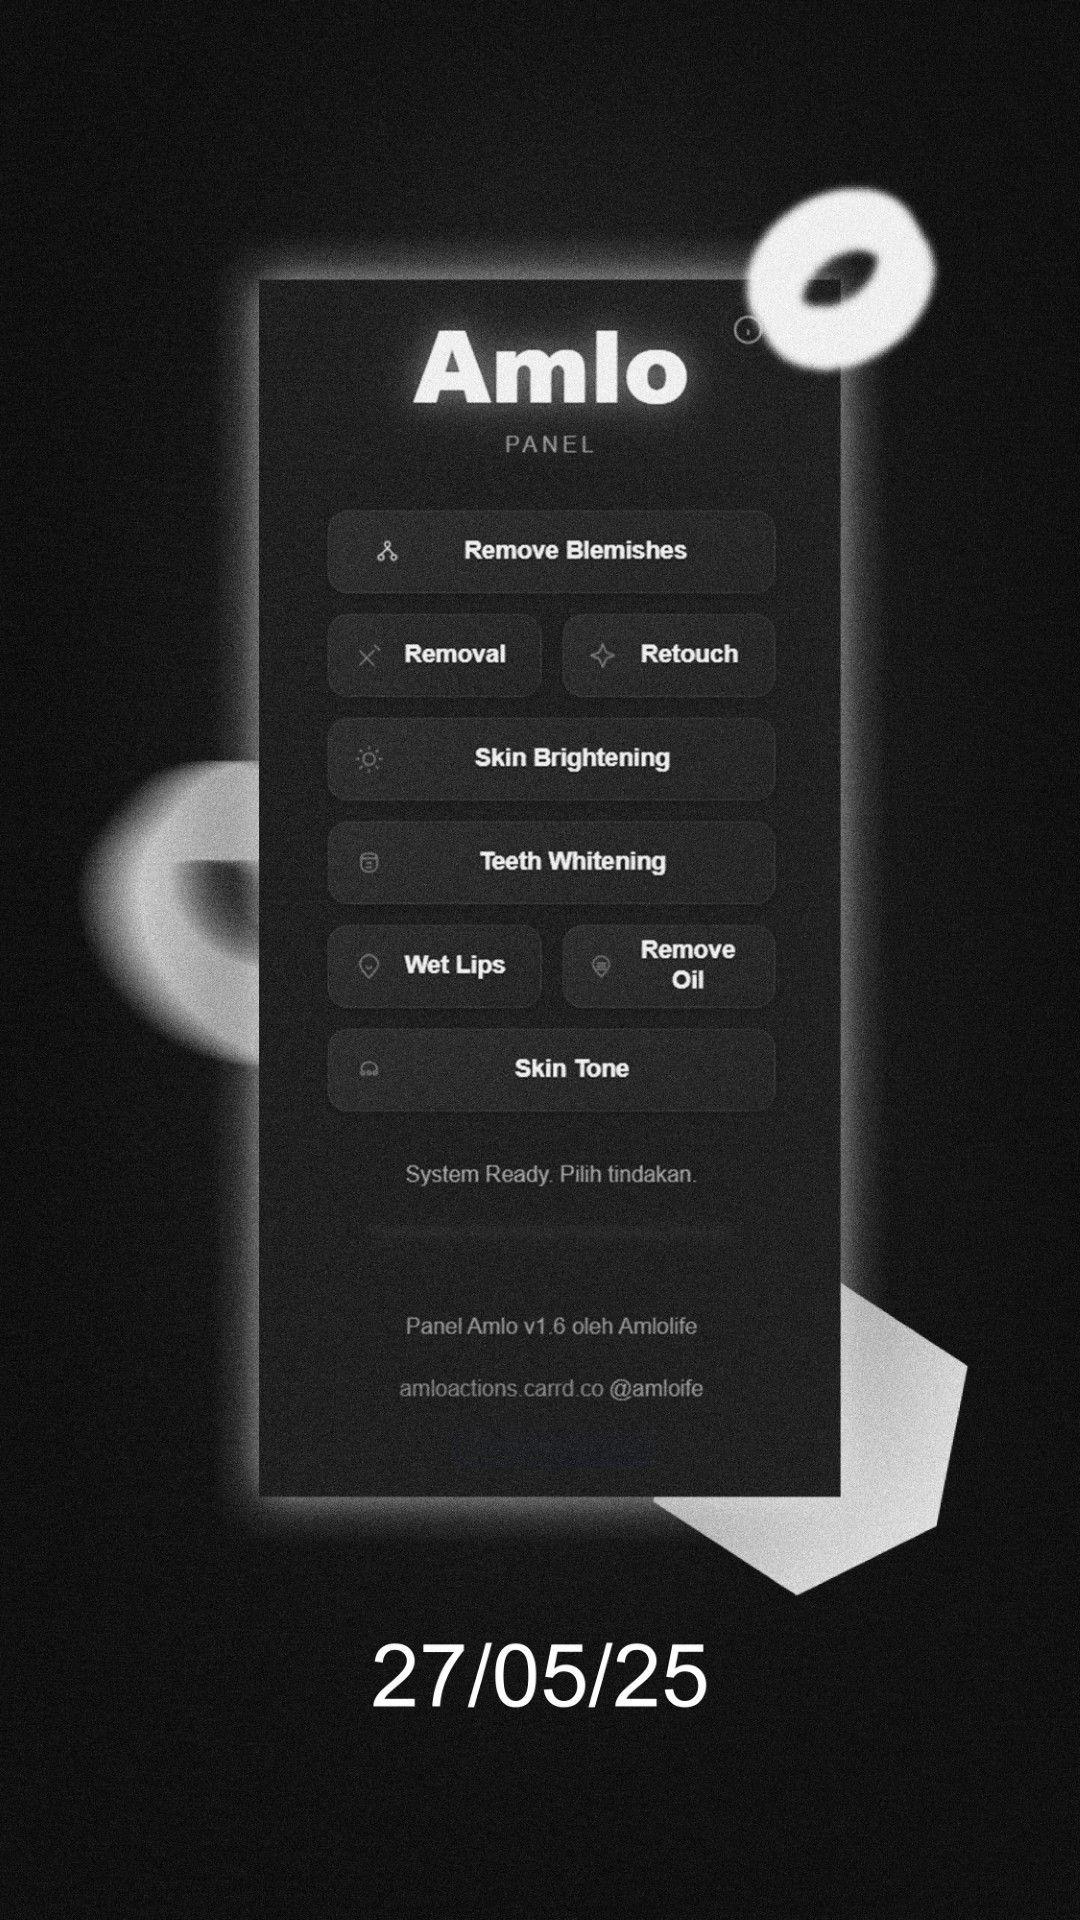 Amlo
PANEL
Remove Blemishes
Removal
Retouch
Skin Brightening
Teeth Whitening
Wet Lips
Remove
Oil
Skin Tone
System Ready. Pilih tindakan.
Panel Amlo v1.6 oleh Amlolife
amloactions.carrd.co @amloife
27/05/25